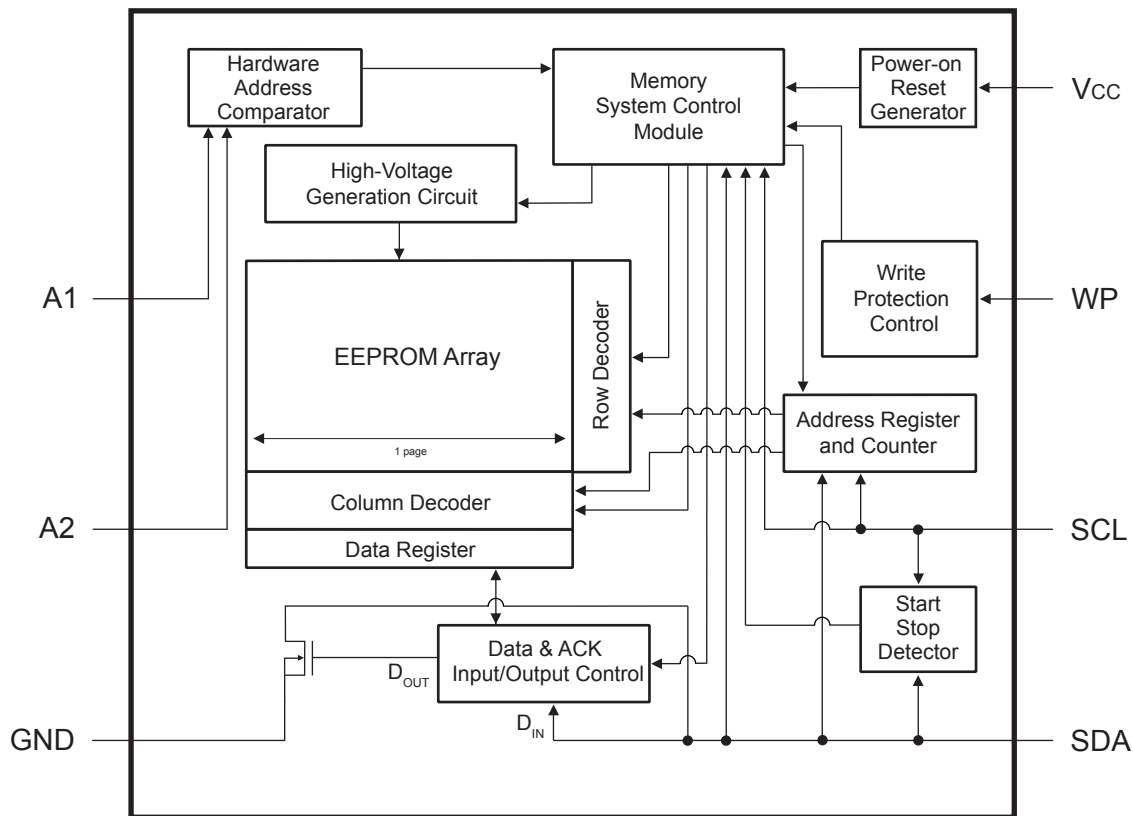 Hardware
Address
Comparator
Memory
System Control
Module
Power-on
Reset
Generator
VCC
High-Voltage
Generation Circuit
A1
EEPROM Array
Row Decoder
Write
Protection
Control
WP
1 page
Address Register
and Counter
A2
Column Decoder
SCL
Data Register
Start
Stop
Detector
Data & ACK
Input/Output Control
DOUT
DIN
GND
SDA